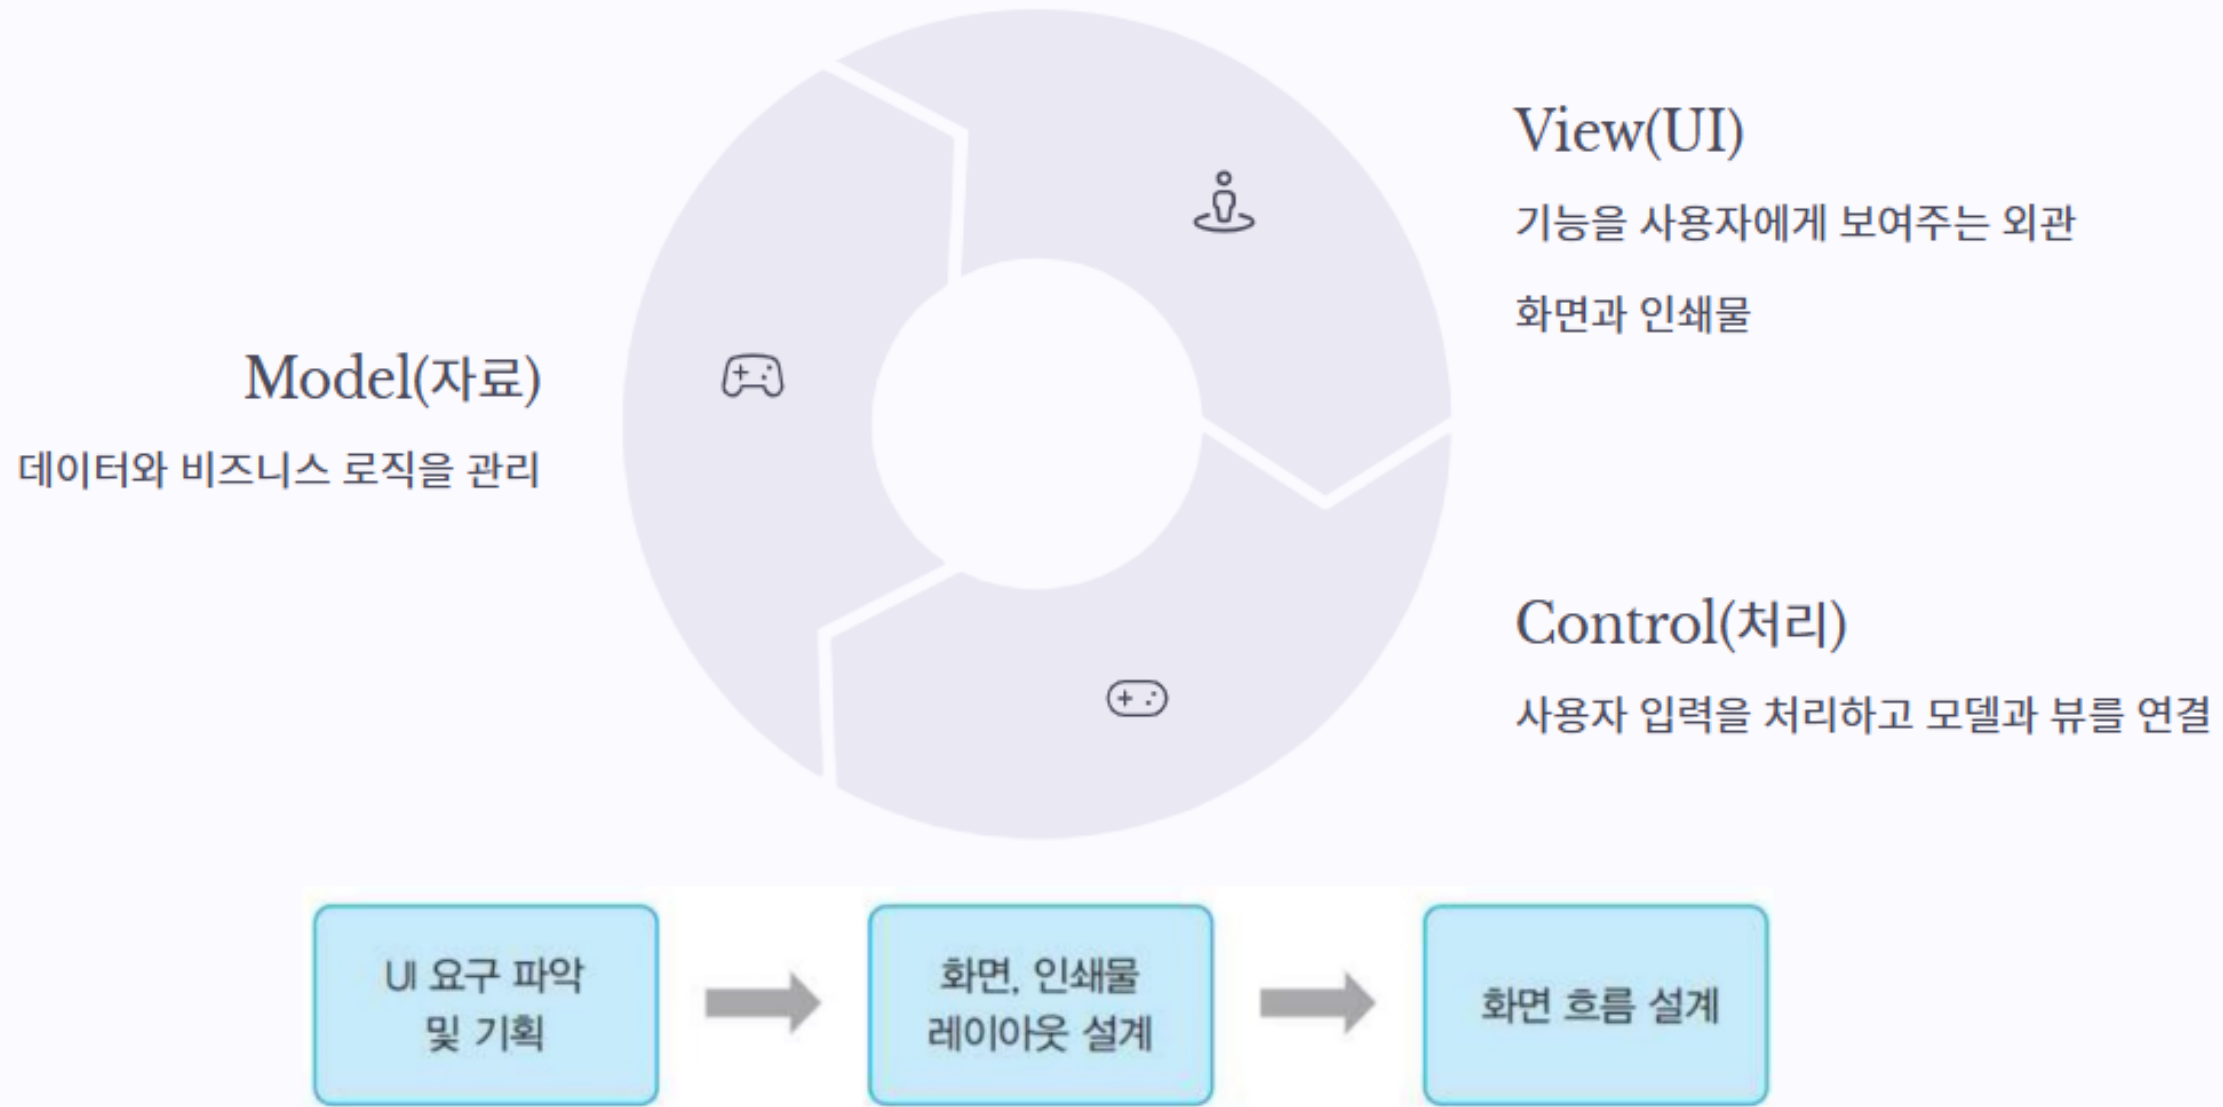 View(UI)
기능을 사용자에게 보여주는 외관
화면과 인쇄물
Model(자료)
데이터와 비즈니스 로직을 관리
Control(처리)
사용자 입력을 처리하고 모델과 뷰를 연결
UI 요구 파악
및 기획
화면, 인쇄물
레이아웃 설계
화면 흐름 설계